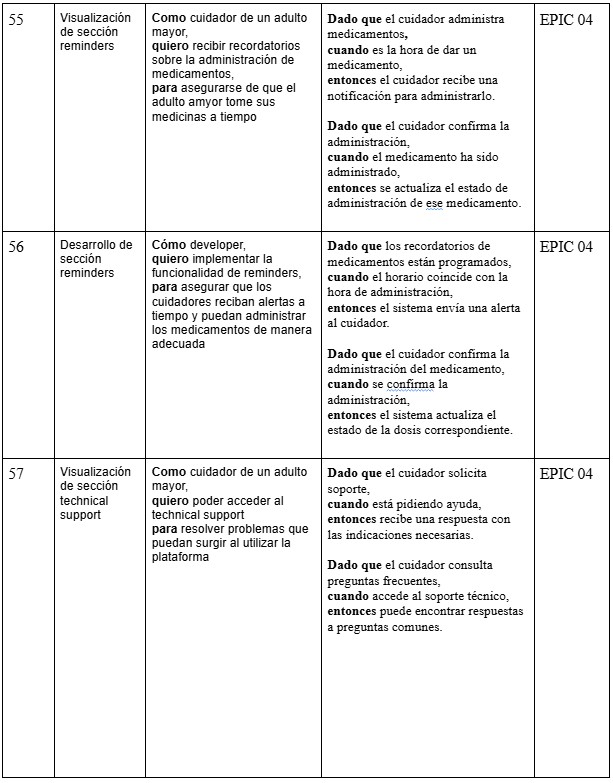 55
Visualización
de sección
reminders
Como cuidador de un adulto
mayor,
quiero recibir recordatorios
sobre la administración de
medicamentos,
para asegurarse de que el
adulto amyor tome sus
medicinas a tiempo
Dado que el cuidador administra
medicamentos,
cuando es la hora de dar un
medicamento,
entonces el cuidador recibe una
notificación para administrarlo.
Dado que el cuidador confirma la
administración,
cuando el medicamento ha sido
administrado,
entonces se actualiza el estado de
administración de ese medicamento.
EPIC 04
56
Desarrollo de
sección
reminders
Cómo developer,
quiero implementar la
funcionalidad de reminders,
para asegurar que los
cuidadores reciban alertas a
tiempo y puedan administrar
los medicamentos de manera
adecuada
Dado que los recordatorios de
medicamentos están programados,
cuando el horario coincide con la
hora de administración,
entonces el sistema envía una alerta
al cuidador.
Dado que el cuidador confirma la
administración del medicamento,
cuando se confirma la
administración,
entonces el sistema actualiza el
estado de la dosis correspondiente.
EPIC 04
57
Visualización
de sección
technical
support
Como cuidador de un adulto
mayor,
quiero poder acceder al
technical support
para resolver problemas que
puedan surgir al utilizar la
plataforma
Dado que el cuidador solicita
soporte,
cuando está pidiendo ayuda,
entonces recibe una respuesta con
las indicaciones necesarias.
Dado que el cuidador consulta
preguntas frecuentes,
cuando accede al soporte técnico,
entonces puede encontrar respuestas
a preguntas comunes.
EPIC 04